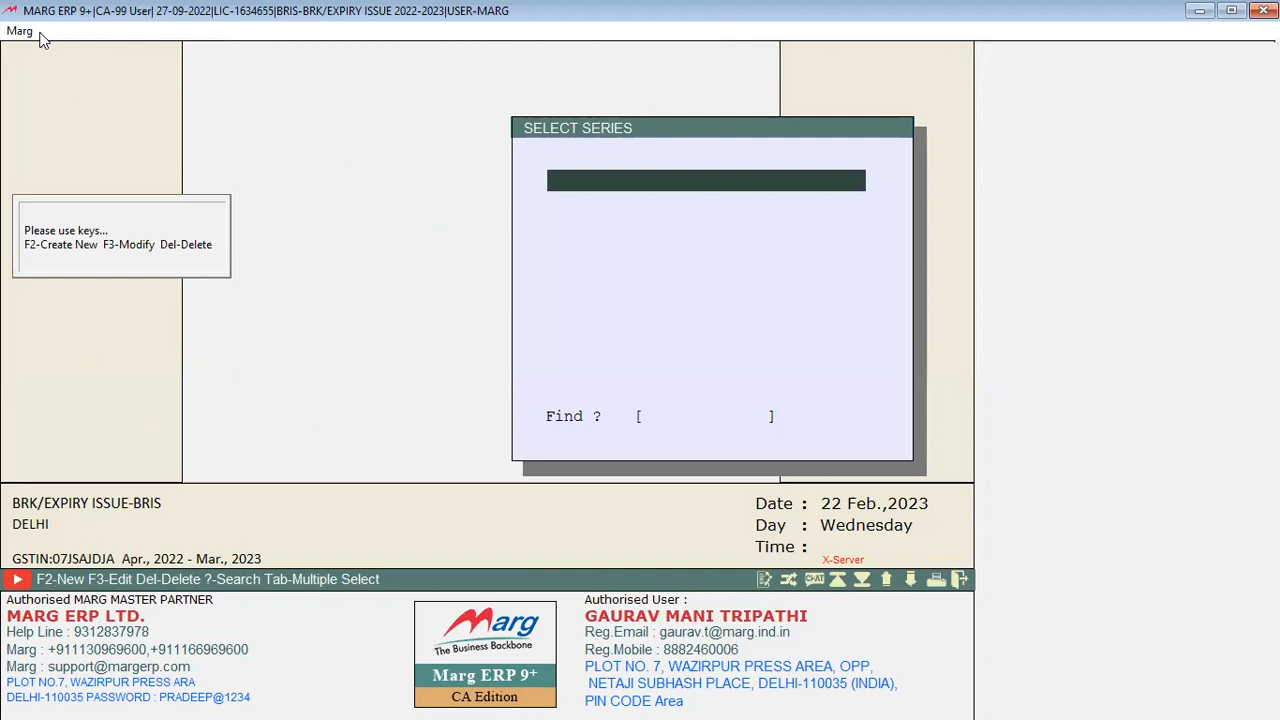 MARG ERP 9+|CA-99 User| 27-09-2022|LIC-1634655|BRIS-BRK/EXPIRY ISSUE 2022-2023|USER-MARG
Marg
SELECT SERIES
Please use keys...
F2-Create New F3-Modify Del-Delete
Find ? [ ]
BRK/EXPIRY ISSUE-BRIS
DELHI
GSTIN:07JSAJDJA Apr., 2022 - Mar., 2023
Date : 22 Feb.,2023
Day : Wednesday
Time :
X-Server
F2-New F3-Edit Del-Delete ?-Search Tab-Multiple Select
CHAT
Authorised MARG MASTER PARTNER
MARG ERP LTD.
Help Line : 9312837978
Marg : +911130969600,+911166969600
Marg : support@margerp.com
PLOT NO.7, WAZIRPUR PRESS ARA
DELHI-110035 PASSWORD : PRADEEP@1234
Marg
The Business Backbone
Marg ERP 9+
CA Edition
Authorised User :
GAURAV MANI TRIPATHI
Reg.Email : gaurav.t@marg.ind.in
Reg.Mobile : 8882460006
PLOT NO. 7, WAZIRPUR PRESS AREA, OPP,
NETAJI SUBHASH PLACE, DELHI-110035 (INDIA),
PIN CODE Area